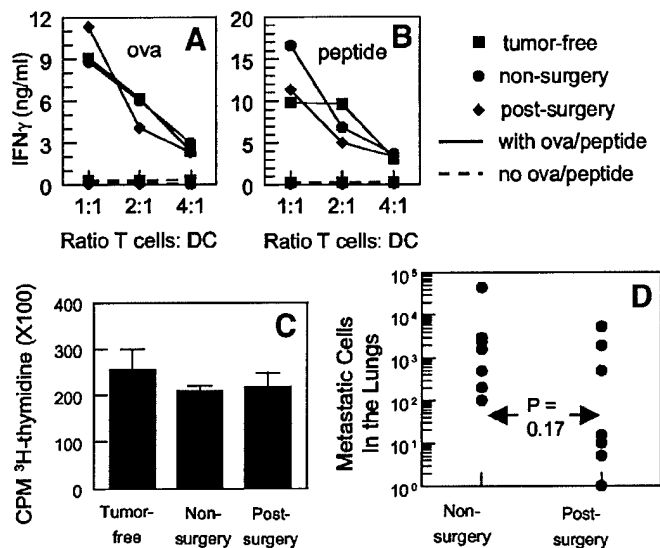 A
ova
12
9
6
3
0
IFNγ (ng/ml)
1:1 2:1 4:1
Ratio T cells: DC
B
peptide
20
15
10
5
0
1:1 2:1 4:1
Ratio T cells: DC
tumor-free
non-surgery
post-surgery
with ova/peptide
no ova/peptide
C
400
300
200
100
0
CPM ³H-thymidine (X100)
Tumor-
free
Non-
surgery
Post-
surgery
D
10⁵
10⁴
10³
10²
10¹
10⁰
Metastatic Cells
In the Lungs
P =
0.17
Non-
surgery
Post-
surgery